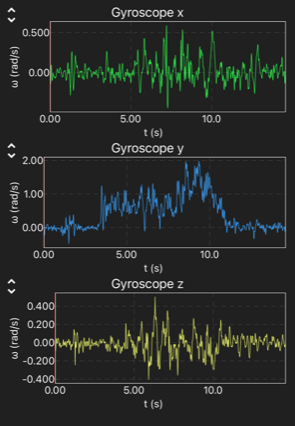 Gyroscope x
ω (rad/s)
0.500
0.00
0.00
5.00
10.0
t (s)
Gyroscope y
ω (rad/s)
2.00
1.00
0.00
0.00
5.00
10.0
t (s)
Gyroscope z
ω (rad/s)
0.400
0.200
0.00
-0.200
-0.400
0.00
5.00
10.0
t (s)